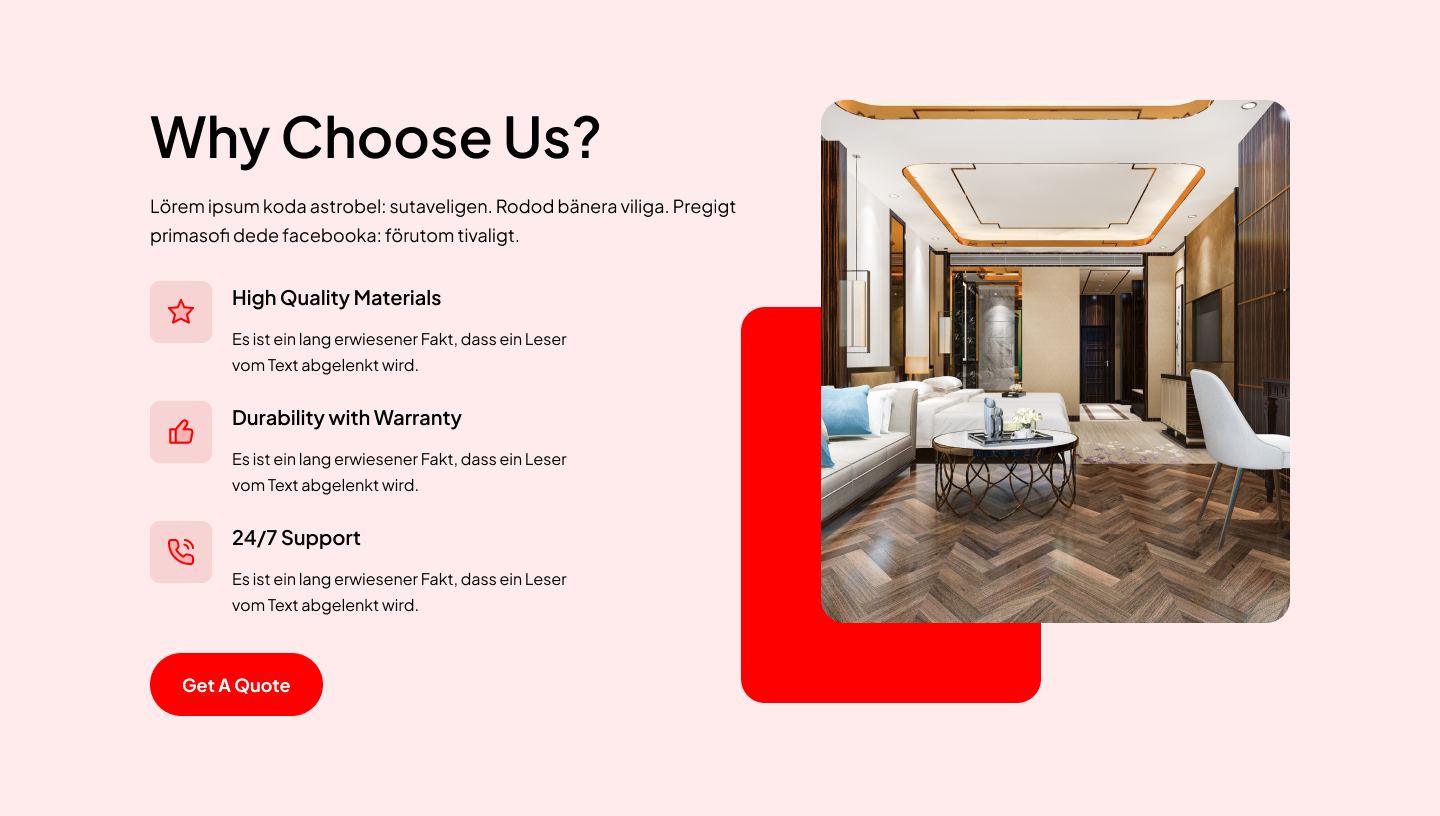 Why Choose Us?
Lörem ipsum koda astrobel: sutaveligen. Rodod bänera viliga. Pregigt
primasofi dede facebooka: förutom tivaligt.
High Quality Materials
Es ist ein lang erwiesener Fakt, dass ein Leser
vom Text abgelenkt wird.
Durability with Warranty
Es ist ein lang erwiesener Fakt, dass ein Leser
vom Text abgelenkt wird.
24/7 Support
Es ist ein lang erwiesener Fakt, dass ein Leser
vom Text abgelenkt wird.
Get A Quote